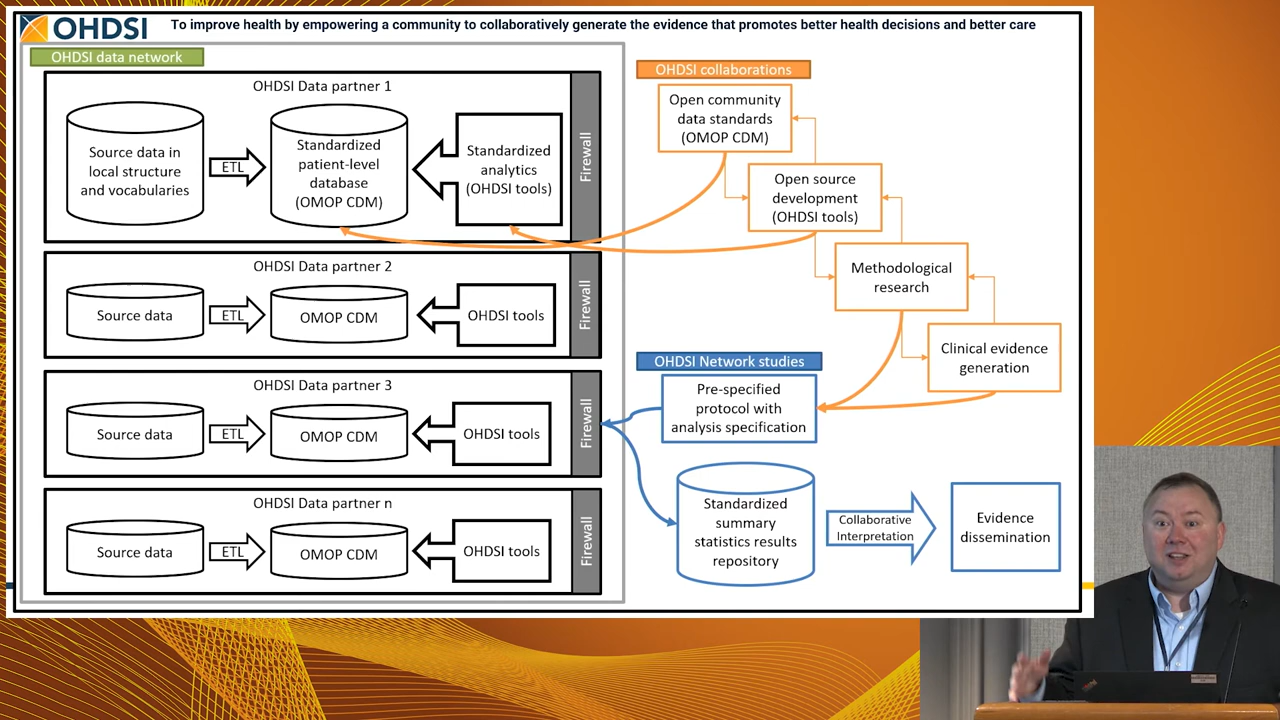 OHDSI
To improve health by empowering a community to collaboratively generate the evidence that promotes better health decisions and better care
OHDSI data network
OHDSI Data partner 1
Source data in
local structure
and vocabularies
ETL
Standardized
patient-level
database
(OMOP CDM)
Standardized
analytics
(OHDSI tools)
Firewall
OHDSI Data partner 2
Source data
ETL
OMOP CDM
OHDSI tools
Firewall
OHDSI Data partner 3
Source data
ETL
OMOP CDM
OHDSI tools
Firewall
OHDSI Data partner n
Source data
ETL
OMOP CDM
OHDSI tools
Firewall
OHDSI collaborations
Open community
data standards
(OMOP CDM)
Open source
development
(OHDSI tools)
Methodological
research
Clinical evidence
generation
OHDSI Network studies
Pre-specified
protocol with
analysis specification
Standardized
summary
statistics results
repository
Collaborative
Interpretation
Evidence
dissemination